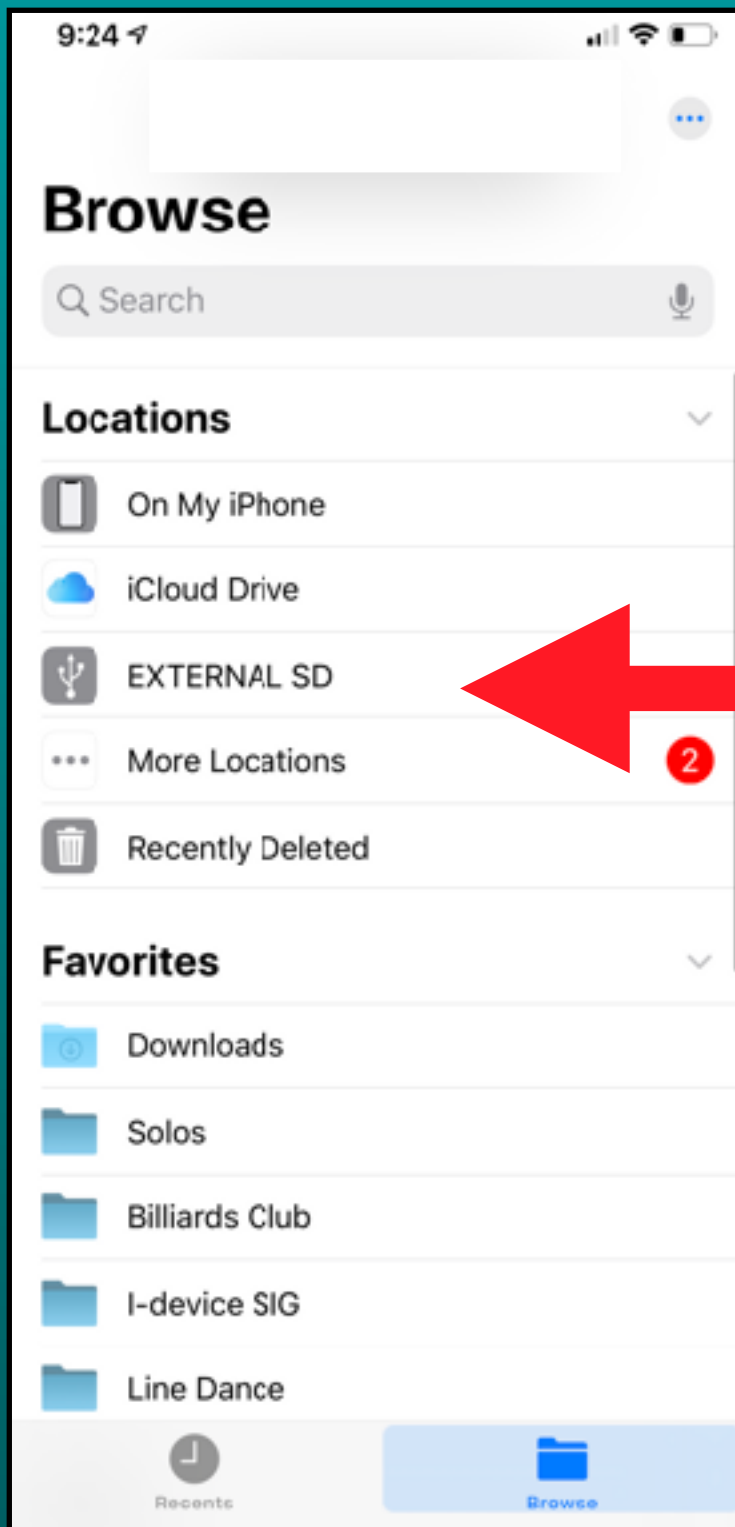 9:24
Browse
Search
Locations
On My iPhone
iCloud Drive
EXTERNAL SD
More Locations
2
Recently Deleted
Favorites
Downloads
Solos
Billiards Club
I-device SIG
Line Dance
Recents
Browse